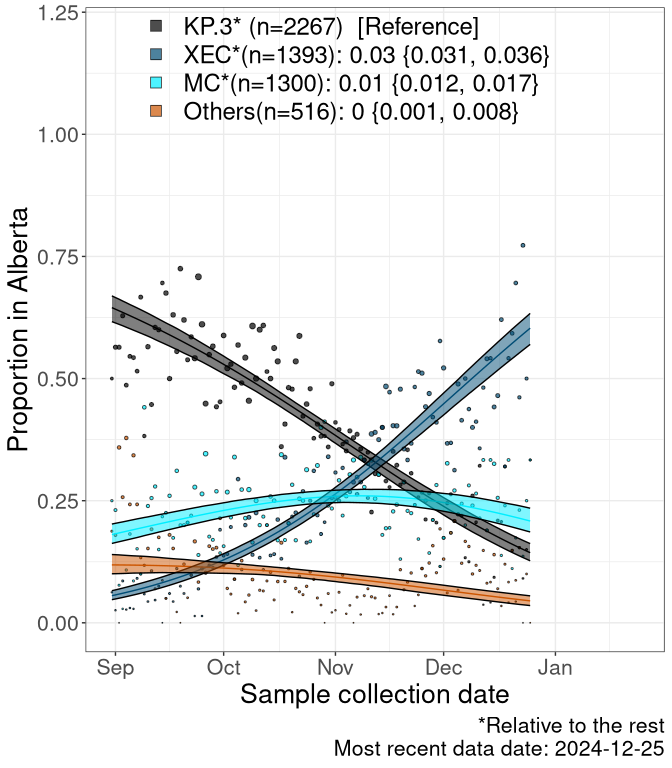 1.25
1.00
0.75
0.50
0.25
0.00
Proportion in Alberta
KP.3* (n=2267)  [Reference]
XEC*(n=1393): 0.03 {0.031, 0.036}
MC*(n=1300): 0.01 {0.012, 0.017}
Others(n=516): 0 {0.001, 0.008}
Sep Oct Nov Dec Jan
Sample collection date
*Relative to the rest
Most recent data date: 2024-12-25